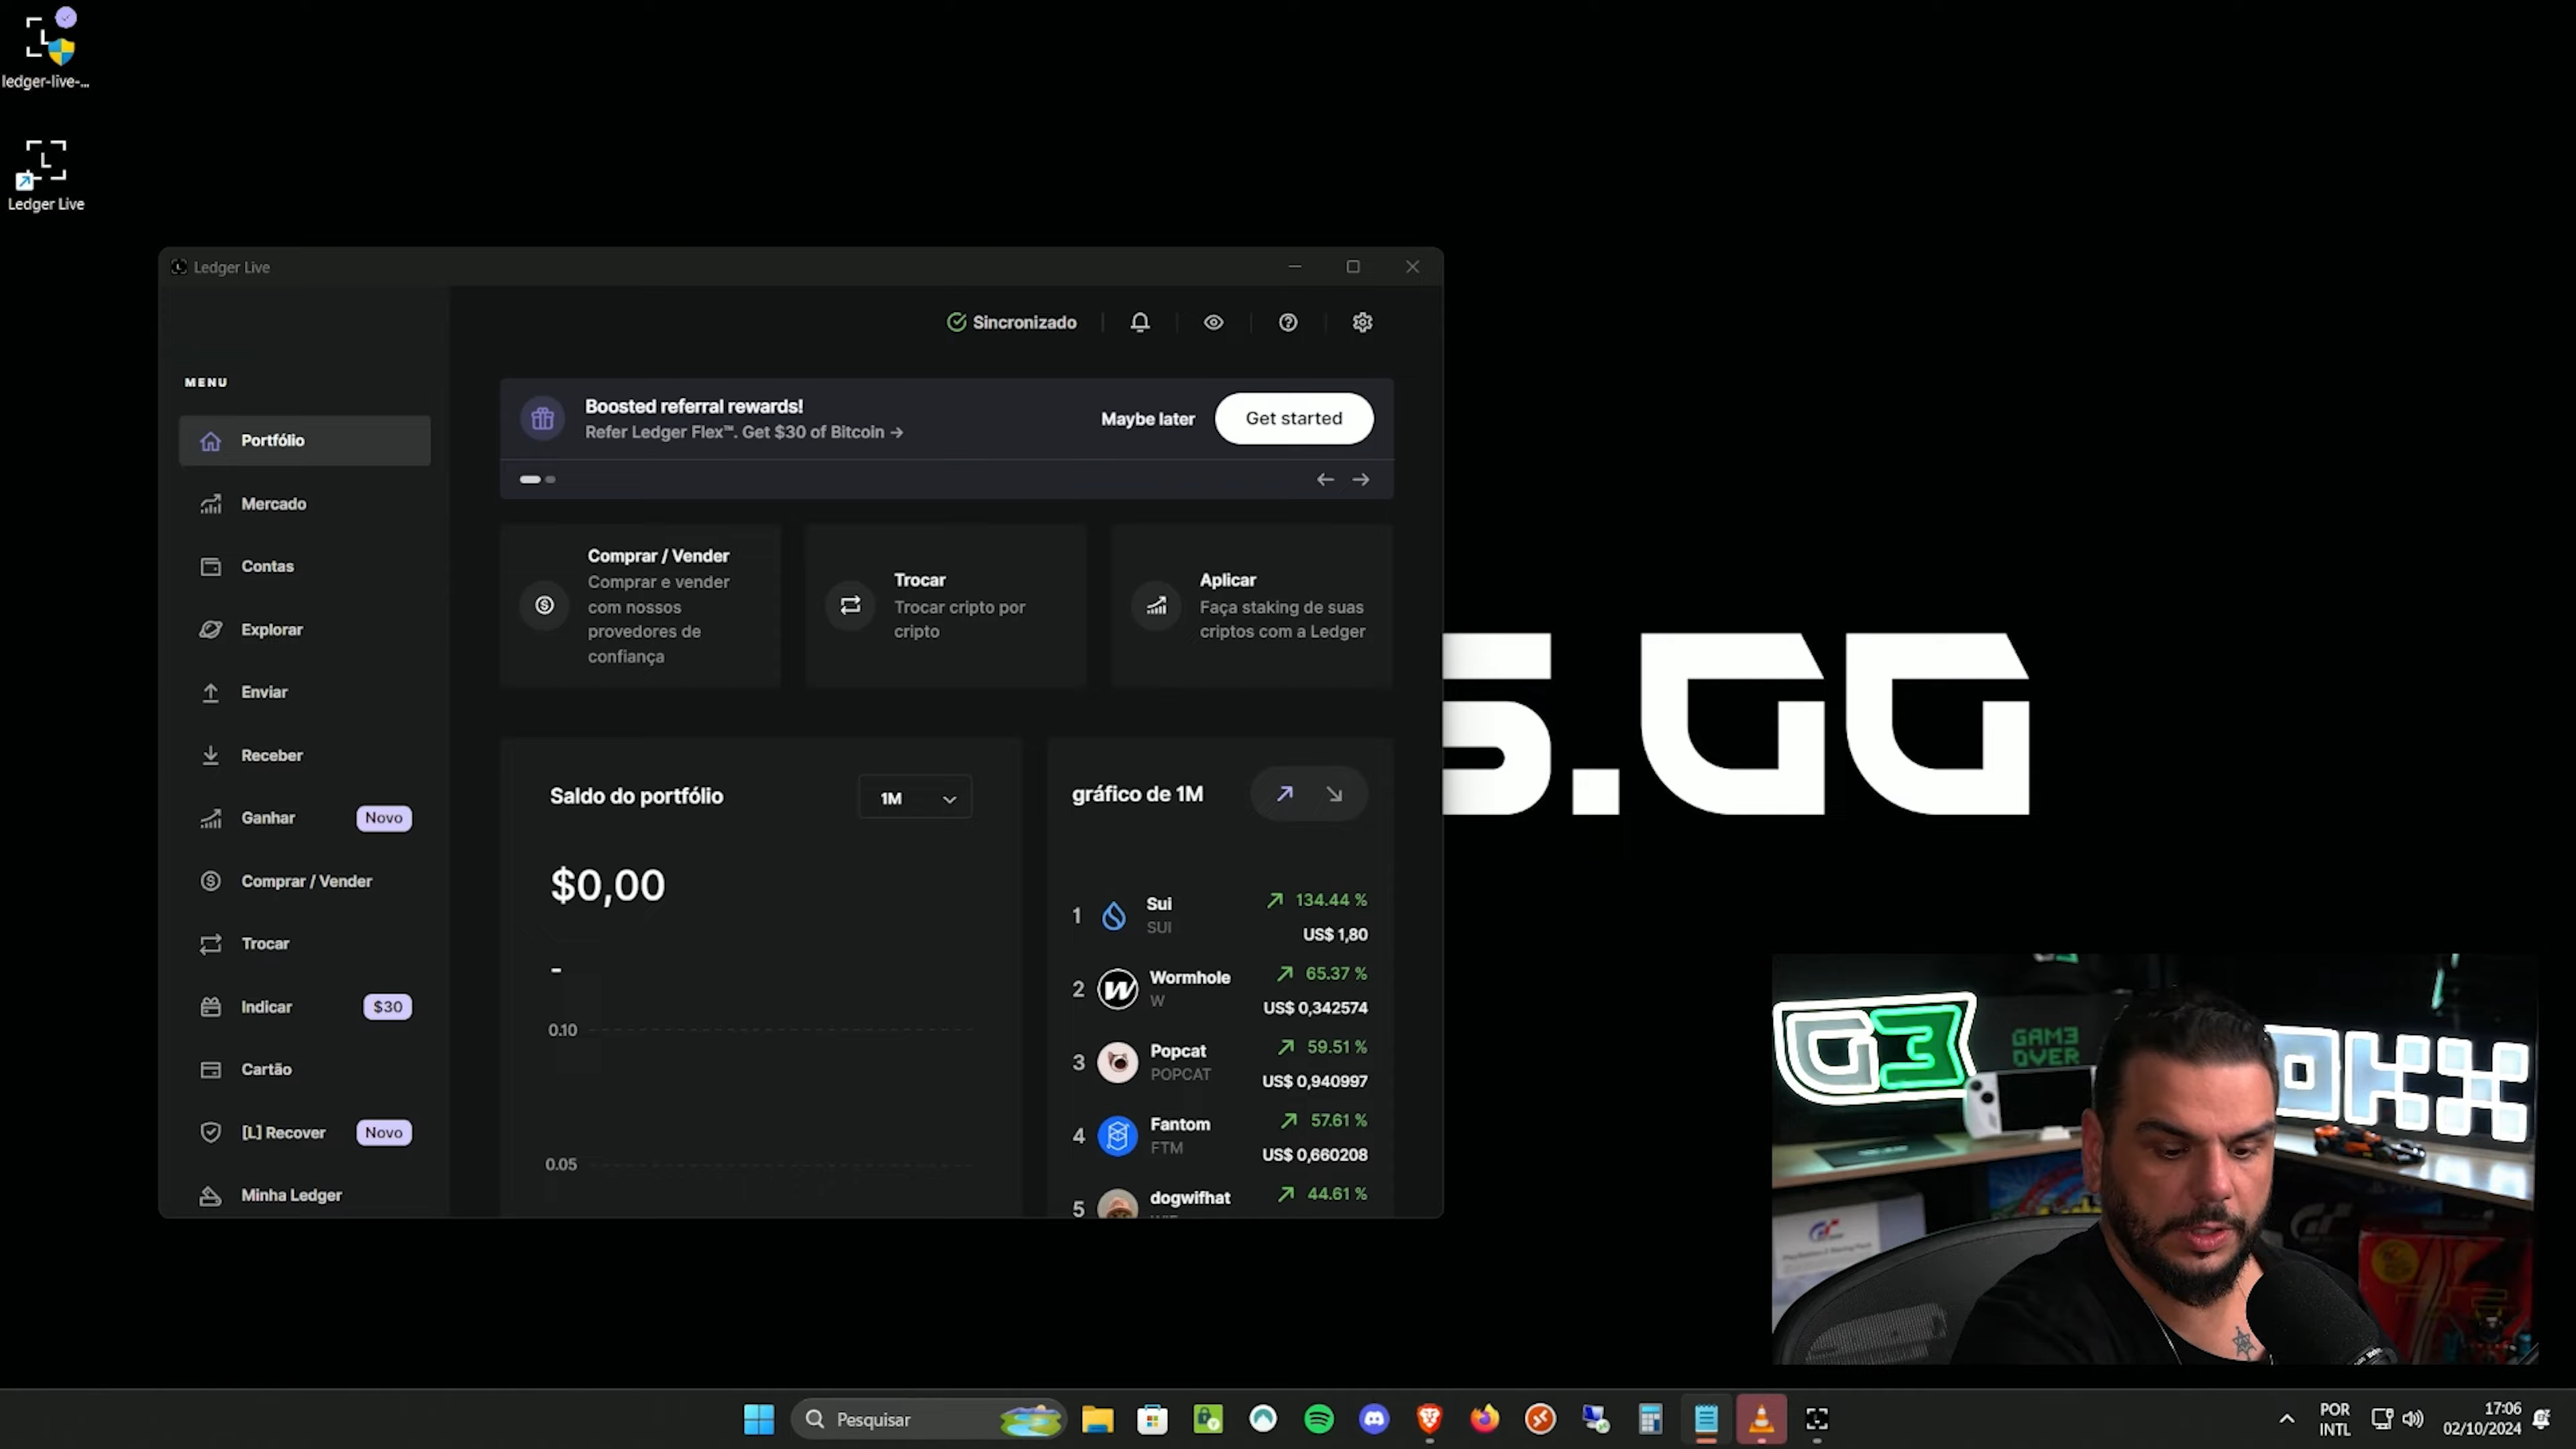 ledger-live-...
Ledger Live
Ledger Live
Sincronizado
MENU
Portfólio
Mercado
Contas
Explorar
Enviar
Receber
Ganhar Novo
Comprar / Vender
Trocar
Indicar $30
Cartão
[L] Recover Novo
Minha Ledger
Boosted referral rewards!
Refer Ledger Flex™. Get $30 of Bitcoin →
Maybe later
Get started
Comprar / Vender
Comprar e vender
com nossos
provedores de
confiança
Trocar
Trocar cripto por
cripto
Aplicar
Faça staking de suas
criptos com a Ledger
Saldo do portfólio
1M
$0,00
-
0.10
0.05
gráfico de 1M
1 Sui 134.44 %
SUI US$ 1,80
2 Wormhole 65.37 %
W US$ 0,342574
3 Popcat 59.51 %
POPCAT US$ 0,940997
4 Fantom 57.61 %
FTM US$ 0,660208
5 dogwifhat 44.61 %
S.GG
G3
GAM3
OVER
OKX
Pesquisar
POR
INTL
17:06
02/10/2024